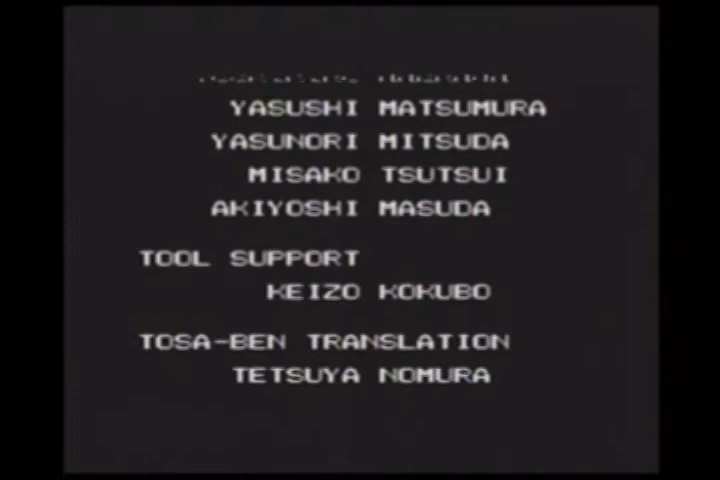 YASUSHI MATSUMURA
YASUNORI MITSUDA
MISAKO TSUTSUI
AKIYOSHI MASUDA
TOOL SUPPORT
KEIZO KOKUBO
TOSA-BEN TRANSLATION
TETSUYA NOMURA